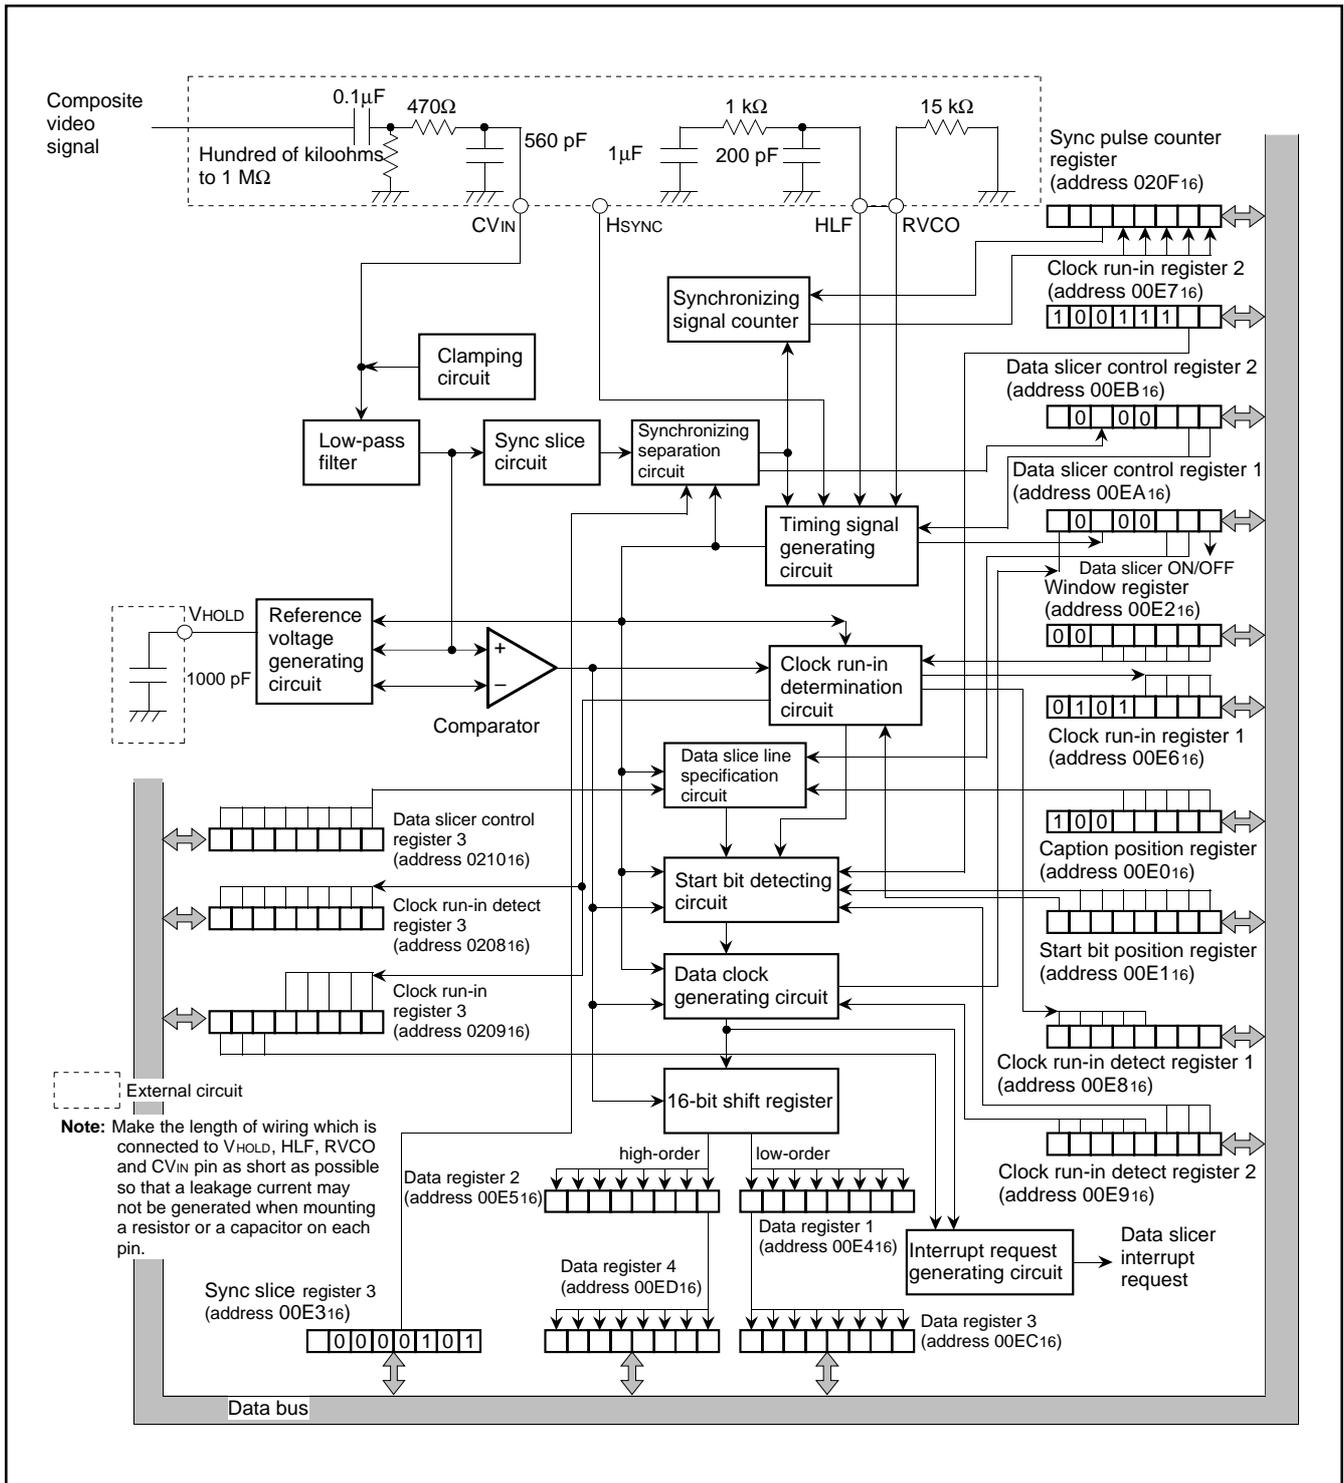 Composite
video
signal
0.1µF
470Ω
560 pF
Hundred of kiloohms
to 1 MΩ
1µF
1 kΩ
200 pF
15 kΩ
CVIN
HSYNC
HLF
RVCO
Sync pulse counter
register
(address 020F16)
Synchronizing
signal counter
Clock run-in register 2
(address 00E716)
1 0 0 1 1 1
Clamping
circuit
Data slicer control register 2
(address 00EB16)
0 0 0
Low-pass
filter
Sync slice
circuit
Synchronizing
separation
circuit
Data slicer control register 1
(address 00EA16)
0 0 0
Timing signal
generating
circuit
Data slicer ON/OFF
Window register
(address 00E216)
0 0
VHOLD
1000 pF
Reference
voltage
generating
circuit
+
−
Comparator
Clock run-in
determination
circuit
0 1 0 1
Clock run-in register 1
(address 00E616)
Data slice line
specification
circuit
Data slicer control
register 3
(address 021016)
1 0 0
Caption position register
(address 00E016)
Start bit detecting
circuit
Clock run-in detect
register 3
(address 020816)
Start bit position register
(address 00E116)
Data clock
generating circuit
Clock run-in
register 3
(address 020916)
Clock run-in detect register 1
(address 00E816)
External circuit
16-bit shift register
Note: Make the length of wiring which is
connected to VHOLD, HLF, RVCO
and CVIN pin as short as possible
so that a leakage current may
not be generated when mounting
a resistor or a capacitor on each
pin.
high-order
low-order
Clock run-in detect register 2
(address 00E916)
Data register 2
(address 00E516)
Data register 1
(address 00E416)
Interrupt request
generating circuit
Data slicer
interrupt
request
Data register 4
(address 00ED16)
Sync slice register 3
(address 00E316)
0 0 0 0 1 0 1
Data register 3
(address 00EC16)
Data bus